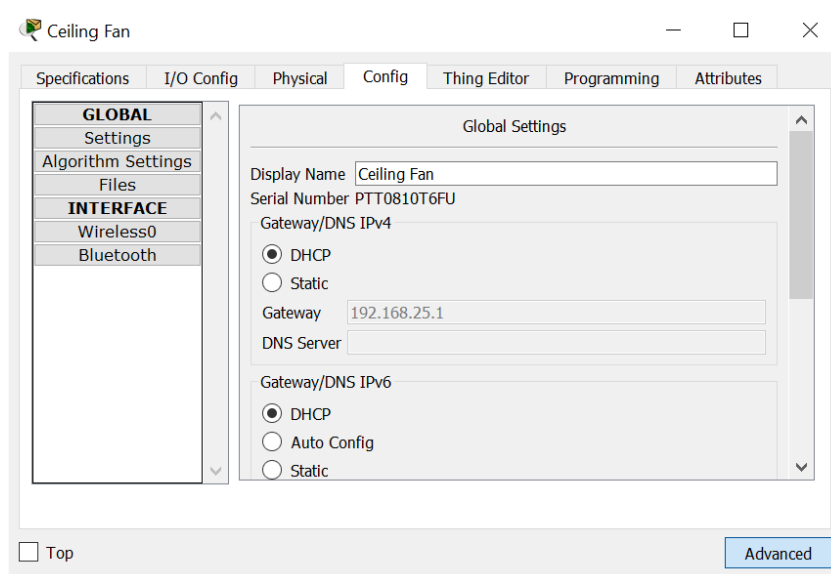 Ceiling Fan
Specifications I/O Config Physical Config Thing Editor Programming Attributes
GLOBAL
Settings
Algorithm Settings
Files
INTERFACE
Wireless0
Bluetooth
Global Settings
Display Name Ceiling Fan
Serial Number PTT0810T6FU
Gateway/DNS IPv4
DHCP
Static
Gateway 192.168.25.1
DNS Server
Gateway/DNS IPv6
DHCP
Auto Config
Static
Top
Advanced